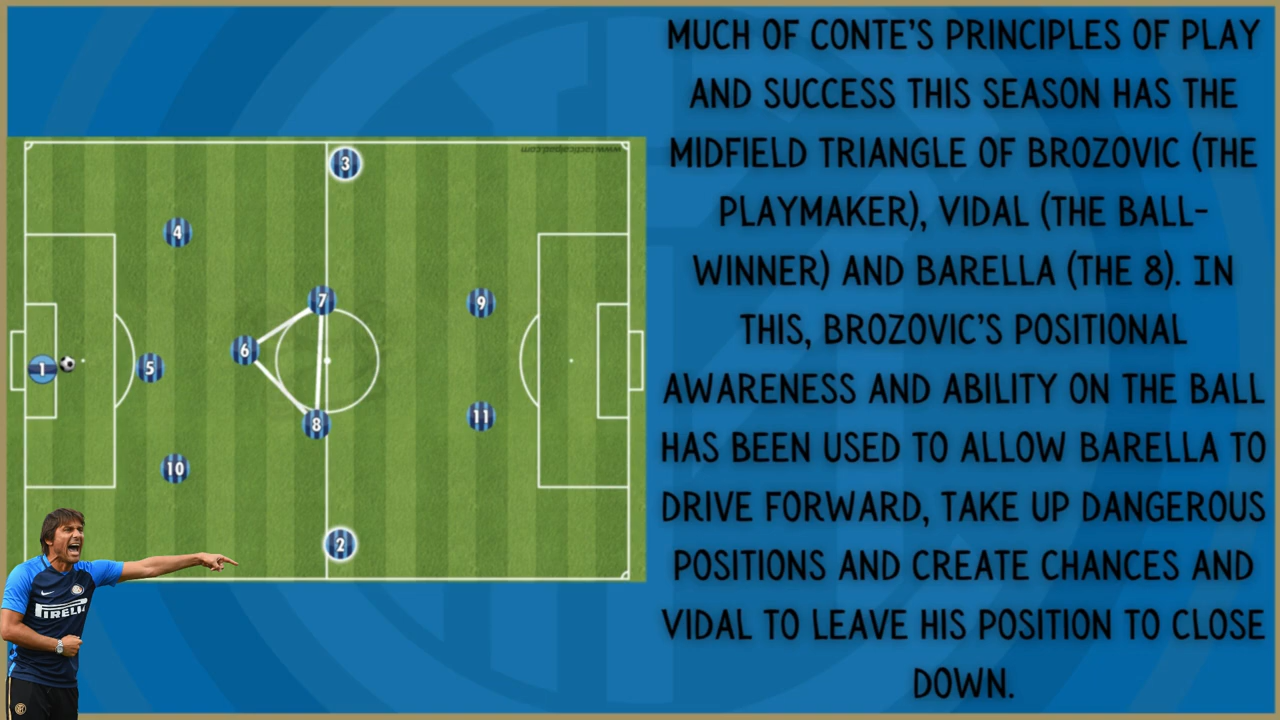 MUCH OF CONTE'S PRINCIPLES OF PLAY
AND SUCCESS THIS SEASON HAS THE
MIDFIELD TRIANGLE OF BROZOVIC (THE
PLAYMAKER), VIDAL (THE BALL-
WINNER) AND BARELLA (THE 8). IN
THIS, BROZOVIC'S POSITIONAL
AWARENESS AND ABILITY ON THE BALL
HAS BEEN USED TO ALLOW BARELLA TO
DRIVE FORWARD, TAKE UP DANGEROUS
POSITIONS AND CREATE CHANCES AND
VIDAL TO LEAVE HIS POSITION TO CLOSE
DOWN.
www.tacticalpad.com
3
4
7
9
6
1
5
8
11
10
2
PIRELLI